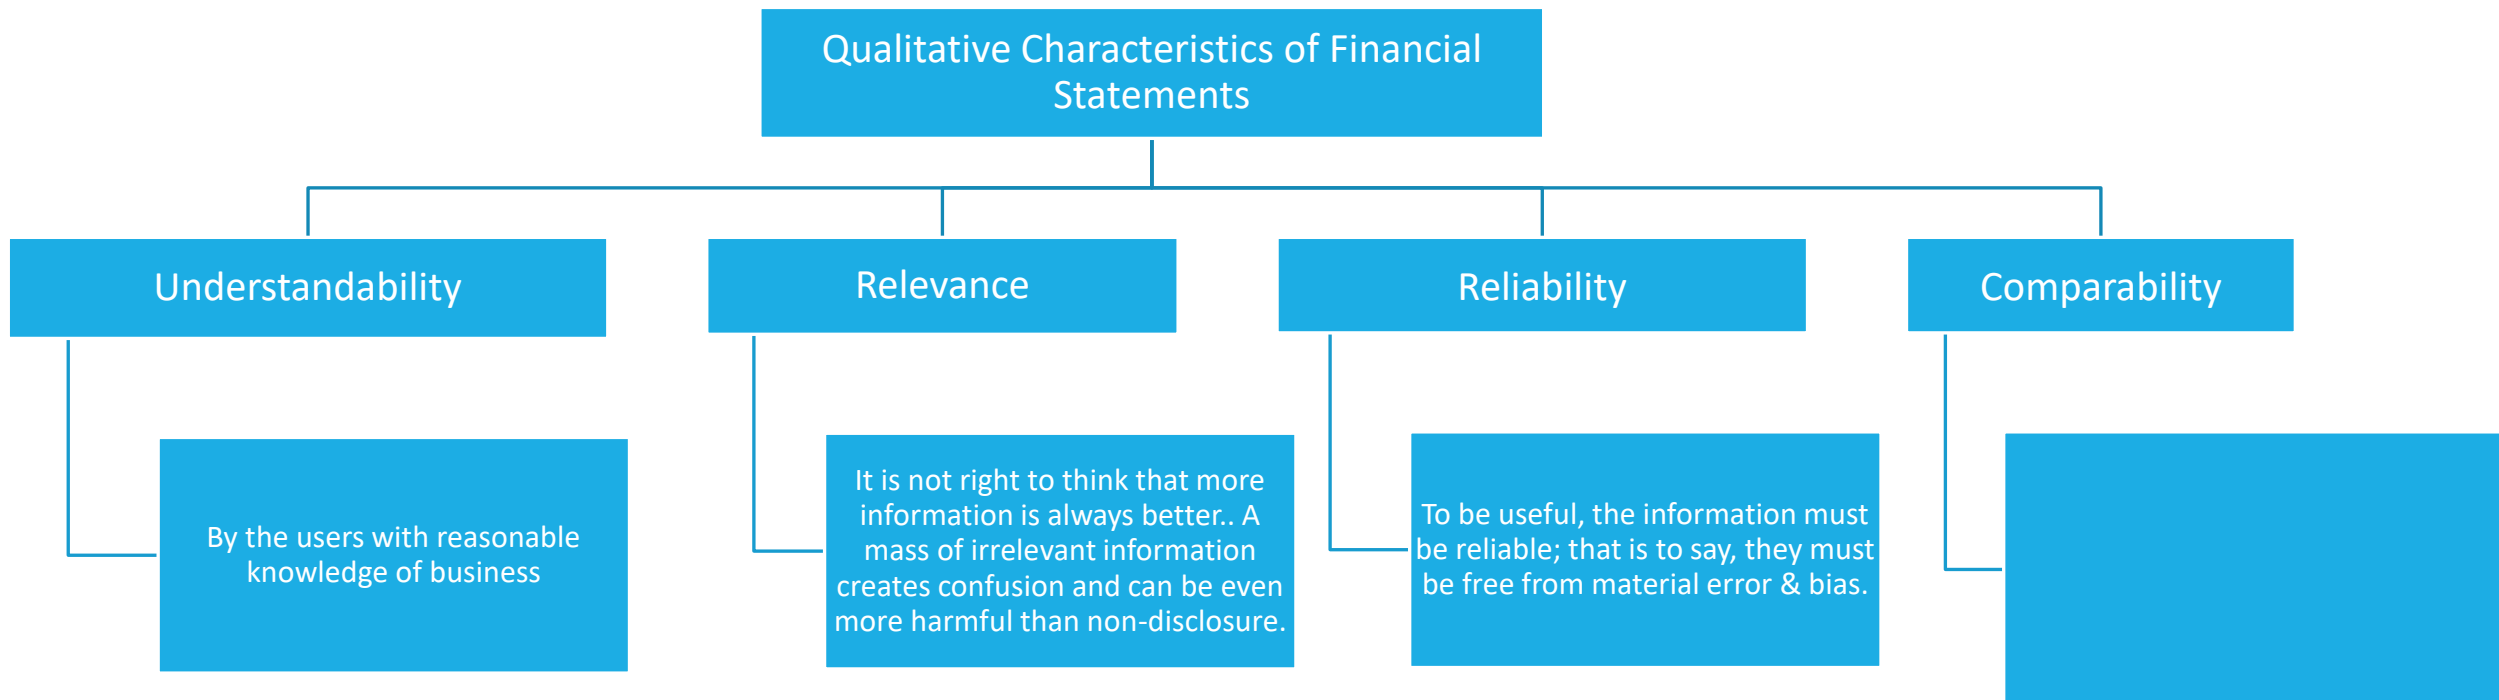 Qualitative Characteristics of Financial
Statements
Understandability
Relevance
Reliability
Comparability
By the users with reasonable
knowledge of business
It is not right to think that more
information is always better.. A
mass of irrelevant information
creates confusion and can be even
more harmful than non-disclosure.
To be useful, the information must
be reliable; that is to say, they must
be free from material error & bias.